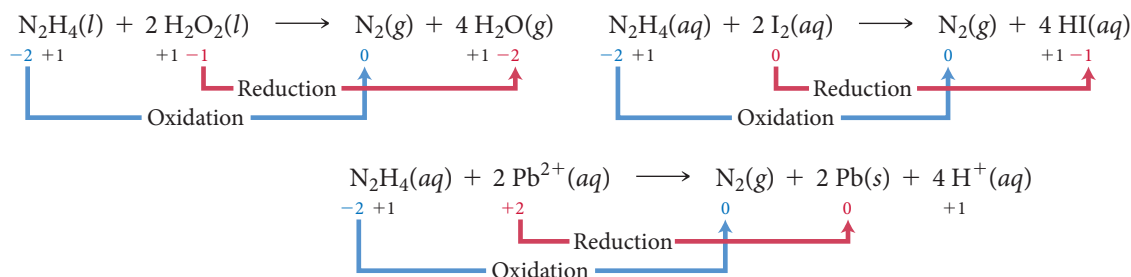 N₂H₄(l) + 2 H₂O₂(l) ⟶ N₂(g) + 4 H₂O(g)
−2 +1 +1 −1 0 +1 −2
Reduction
Oxidation
N₂H₄(aq) + 2 I₂(aq) ⟶ N₂(g) + 4 HI(aq)
−2 +1 0 0 +1 −1
Reduction
Oxidation
N₂H₄(aq) + 2 Pb²⁺(aq) ⟶ N₂(g) + 2 Pb(s) + 4 H⁺(aq)
−2 +1 +2 0 0 +1
Reduction
Oxidation